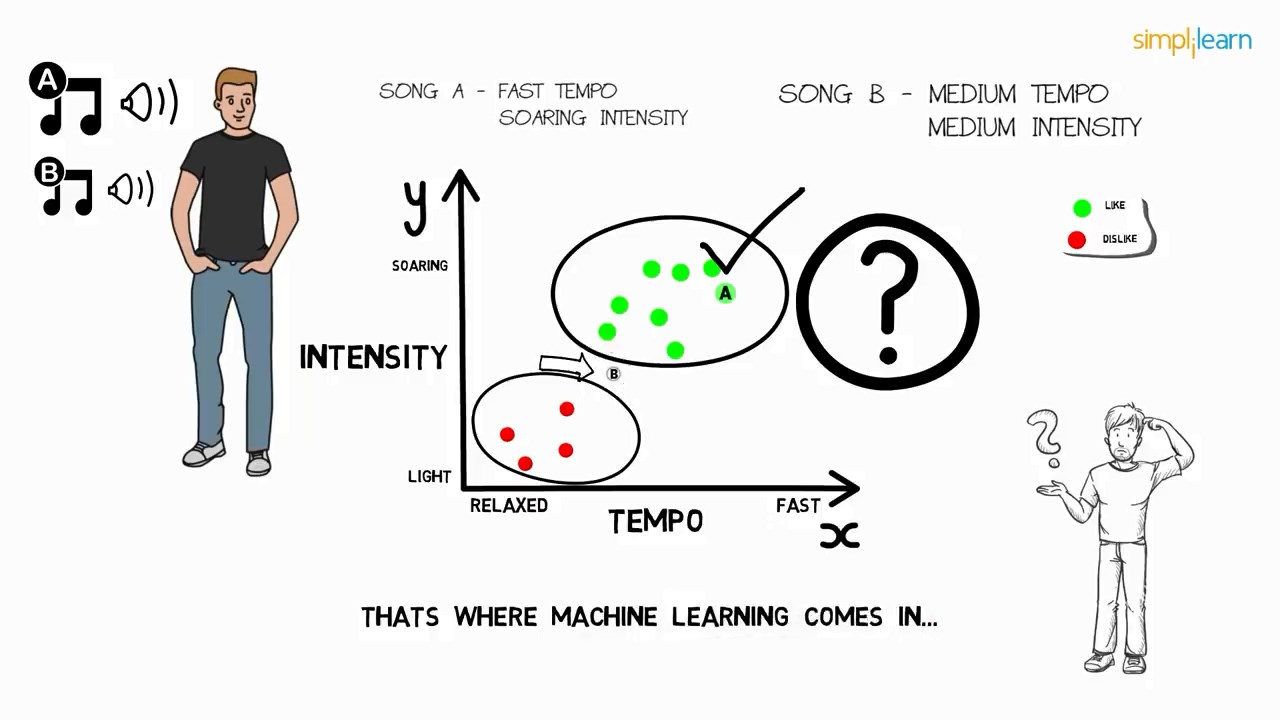 simplilearn
A
B
SONG A - FAST TEMPO
SOARING INTENSITY
SONG B - MEDIUM TEMPO
MEDIUM INTENSITY
LIKE
DISLIKE
y
SOARING
INTENSITY
LIGHT
A
B
?
?
RELAXED
TEMPO
FAST
x
THATS WHERE MACHINE LEARNING COMES IN...